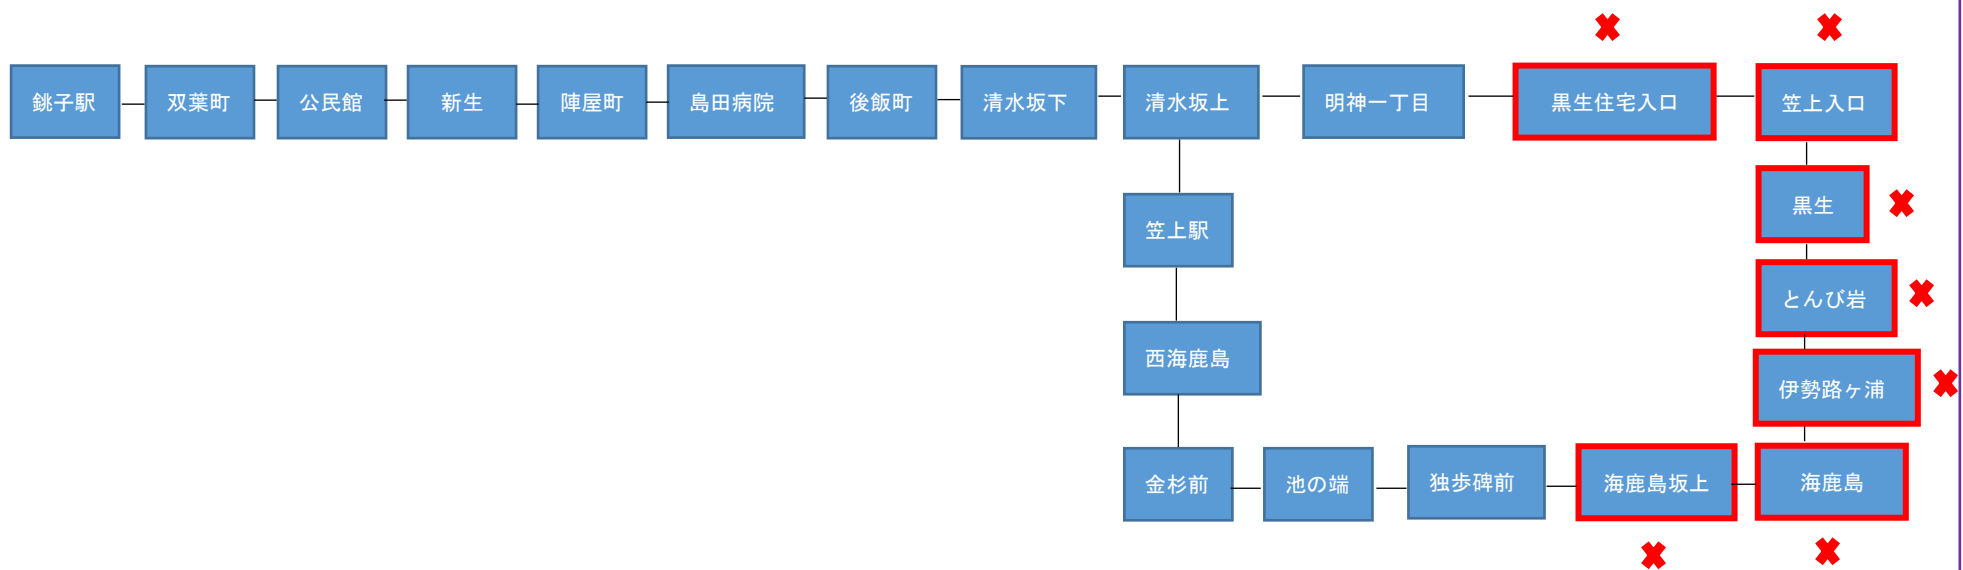 銚子駅
双葉町
公民館
新生
陣屋町
島田病院
後飯町
清水坂下
清水坂上
明神一丁目
黒生住宅入口
笠上入口
笠上駅
黒生
とんび岩
西海鹿島
伊勢路ヶ浦
金杉前
池の端
独歩碑前
海鹿島坂上
海鹿島